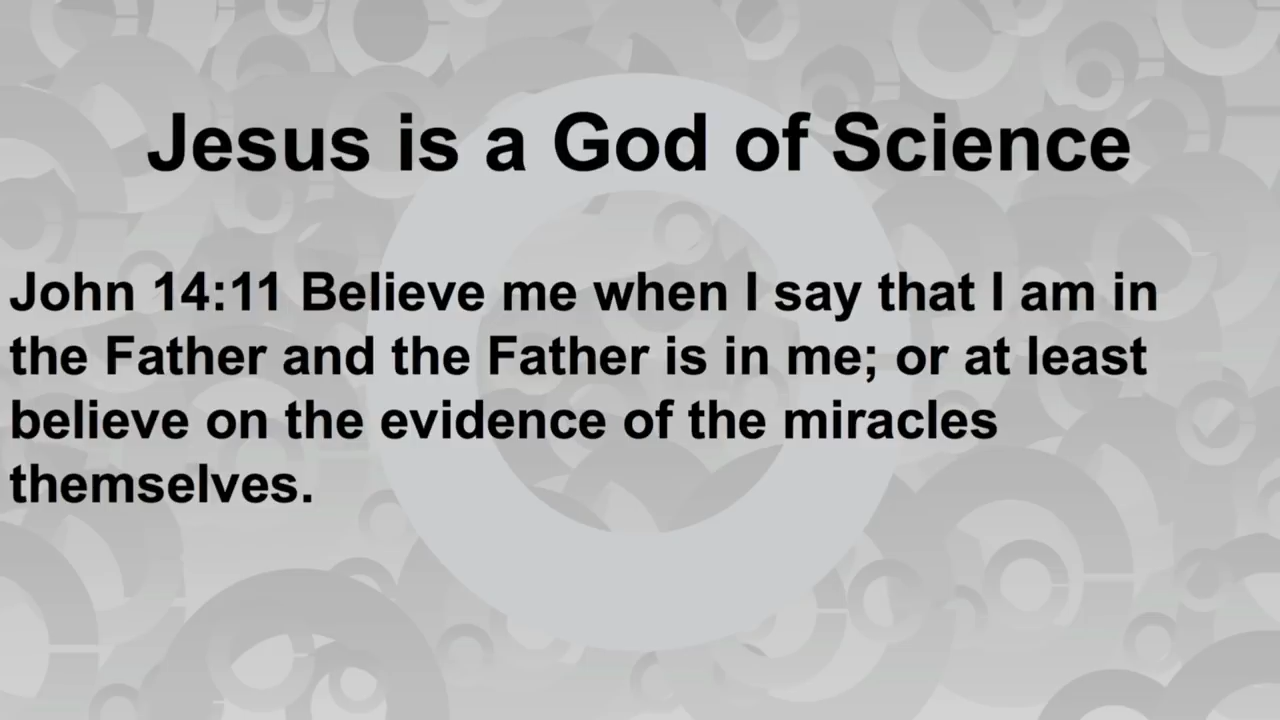 Jesus is a God of Science
John 14:11 Believe me when I say that I am in
the Father and the Father is in me; or at least
believe on the evidence of the miracles
themselves.